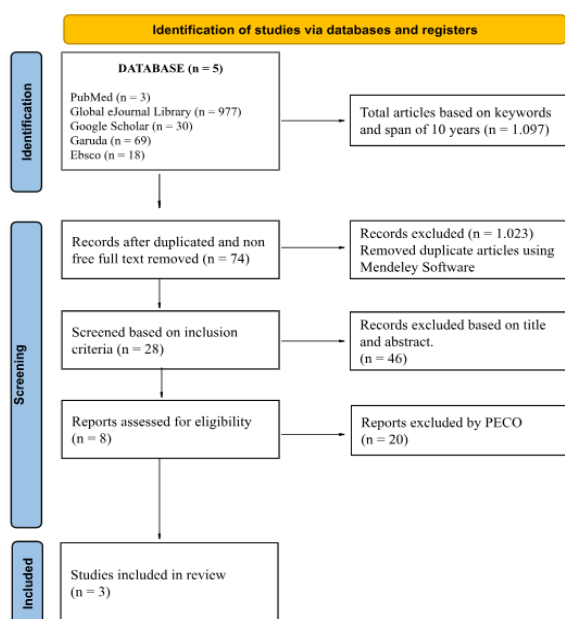 Identification of studies via databases and registers
Identification
DATABASE (n = 5)
PubMed (n = 3)
Global eJournal Library (n = 977)
Google Scholar (n = 30)
Garuda (n = 69)
Ebsco (n = 18)
Total articles based on keywords
and span of 10 years (n = 1.097)
Screening
Records after duplicated and non
free full text removed (n = 74)
Records excluded (n = 1.023)
Removed duplicate articles using
Mendeley Software
Screened based on inclusion
criteria (n = 28)
Records excluded based on title
and abstract.
(n = 46)
Reports assessed for eligibility
(n = 8)
Reports excluded by PECO
(n = 20)
Included
Studies included in review
(n = 3)